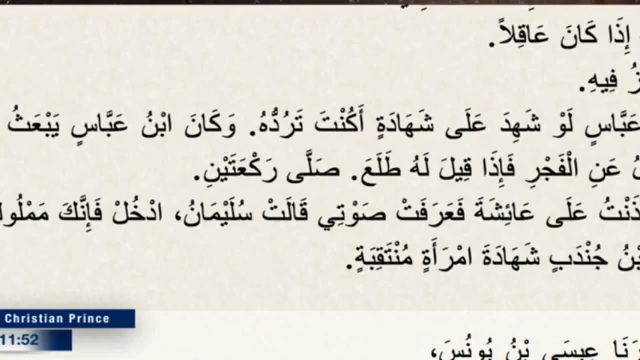 إِذَا كَانَ عَاقِلاً.
فِيهِ.
عَبَّاسٍ لَوْ شَهِدَ عَلَى شَهَادَةٍ أَكُنْتَ تَرُدُّهُ. وَكَانَ ابْنُ عَبَّاسٍ يَبْعَثُ
عَنِ الْفَجْرِ فَإِذَا قِيلَ لَهُ طَلَعَ. صَلَّى رَكْعَتَيْنِ.
عَلَى عَائِشَةَ فَعَرَفَتْ صَوْتِي قَالَتْ سُلَيْمَانُ، ادْخُلْ فَإِنَّكَ
جُنْدَبٍ شَهَادَةَ امْرَأَةٍ مُنْتَقِبَةٍ.
Christian Prince
11:52
عِيسَى بْنُ يُونُسَ،